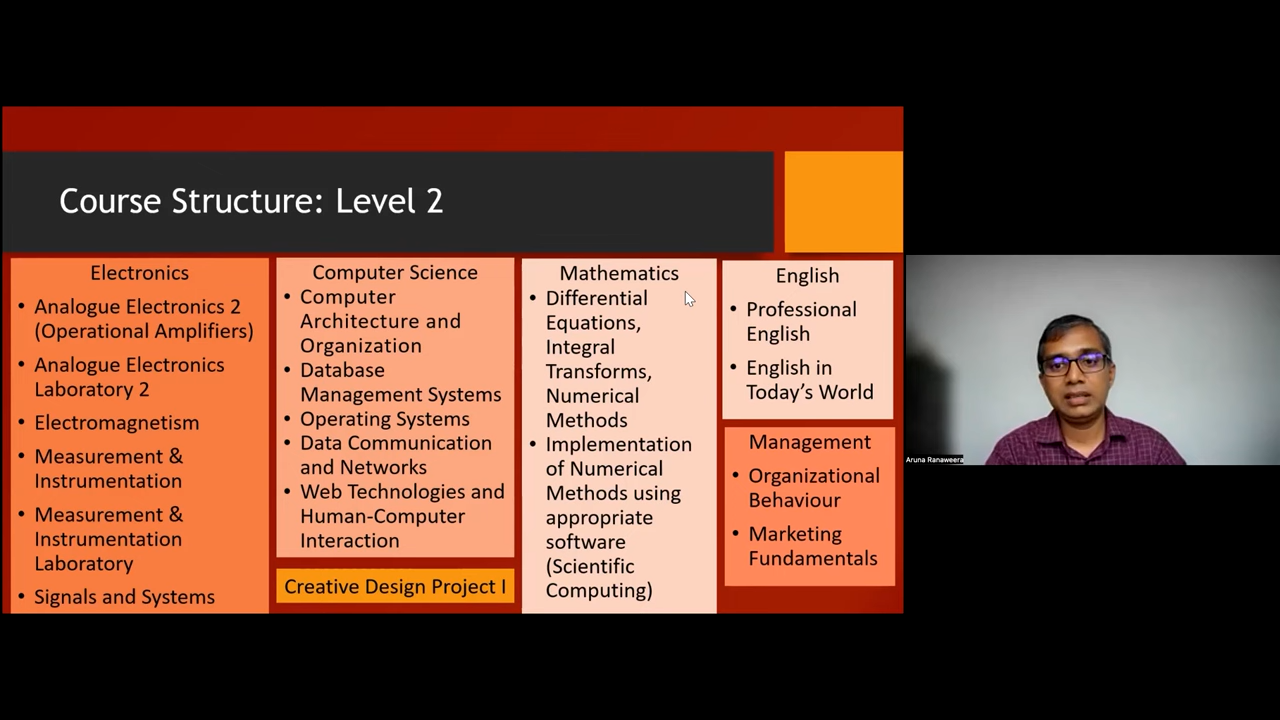 Course Structure: Level 2
Electronics
• Analogue Electronics 2
(Operational Amplifiers)
• Analogue Electronics
Laboratory 2
• Electromagnetism
• Measurement &
Instrumentation
• Measurement &
Instrumentation
Laboratory
• Signals and Systems
Computer Science
• Computer
Architecture and
Organization
• Database
Management Systems
• Operating Systems
• Data Communication
and Networks
• Web Technologies and
Human-Computer
Interaction
Creative Design Project I
Mathematics
• Differential
Equations,
Integral
Transforms,
Numerical
Methods
• Implementation
of Numerical
Methods using
appropriate
software
(Scientific
Computing)
English
• Professional
English
• English in
Today’s World
Management
• Organizational
Behaviour
• Marketing
Fundamentals
Aruna Ranaweera